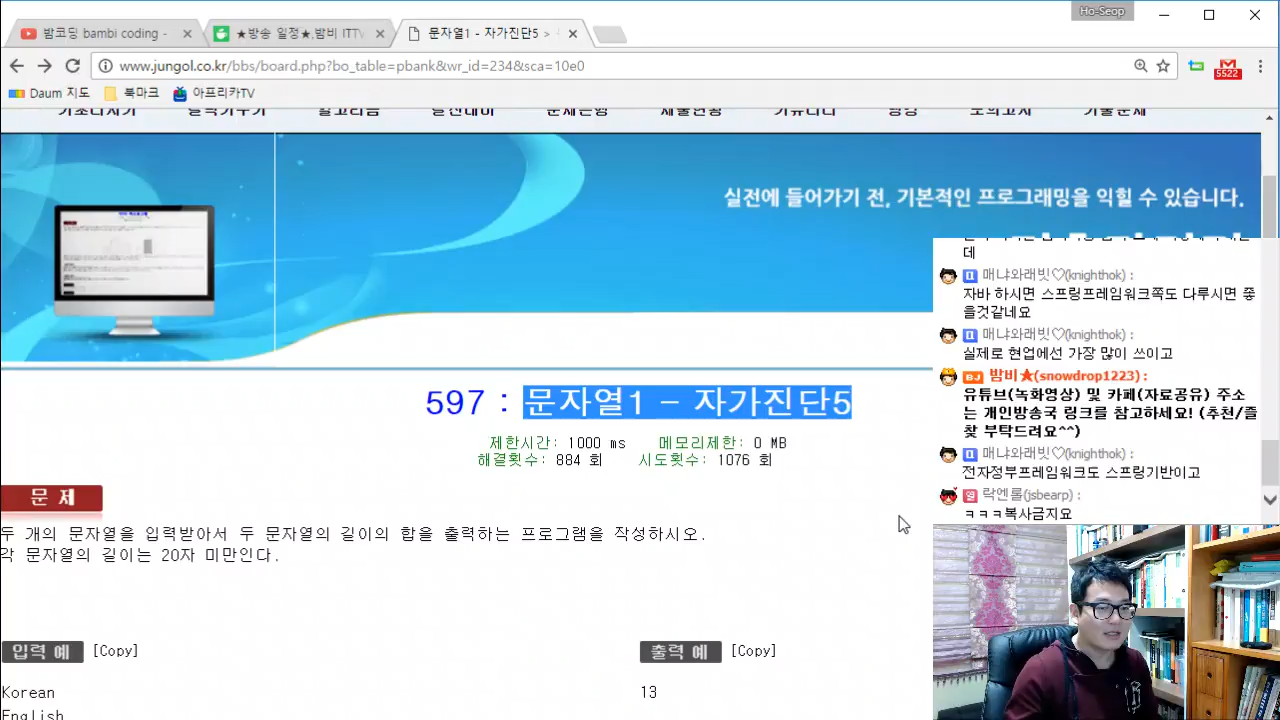 Ho-Seop
밤코딩 bambi coding -
★방송 일정★,밤비 ITTV
문자열1 - 자가진단5 >
www.jungol.co.kr/bbs/board.php?bo_table=pbank&wr_id=234&sca=10e0
5522
Daum 지도
북마크
아프리카TV
실전에 들어가기 전, 기본적인 프로그래밍을 익힐 수 있습니다.
597 : 문자열1 - 자가진단5
제한시간: 1000 ms 메모리제한: 0 MB
해결횟수: 884 회 시도횟수: 1076 회
문 제
두 개의 문자열을 입력받아서 두 문자열의 길이의 합을 출력하는 프로그램을 작성하시오.
각 문자열의 길이는 20자 미만인다.
입력 예 [Copy]
출력 예 [Copy]
Korean
English
13
데
매냐와래빗♡(knighthok) :
자바 하시면 스프링프레임워크쪽도 다루시면 좋
을것같네요
매냐와래빗♡(knighthok) :
실제로 현업에선 가장 많이 쓰이고
BJ 밤비★(snowdrop1223) :
유튜브(녹화영상) 및 카페(자료공유) 주소
는 개인방송국 링크를 참고하세요! (추천/즐
찾 부탁드려요^^)
매냐와래빗♡(knighthok) :
전자정부프레임워크도 스프링기반이고
열 락엔롤(jsbearp) :
ㅋㅋㅋ복사금지요